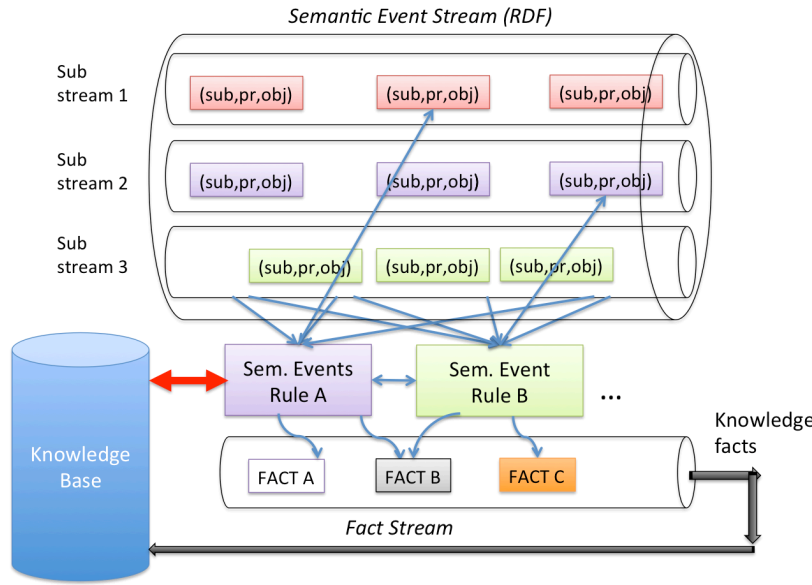 Semantic Event Stream (RDF)
Sub
stream 1
(sub,pr,obj)
(sub,pr,obj)
(sub,pr,obj)
Sub
stream 2
(sub,pr,obj)
(sub,pr,obj)
(sub,pr,obj)
Sub
stream 3
(sub,pr,obj)
(sub,pr,obj)
(sub,pr,obj)
Sem. Events
Rule A
Sem. Event
Rule B
...
Knowledge
facts
Knowledge
Base
FACT A
FACT B
FACT C
Fact Stream